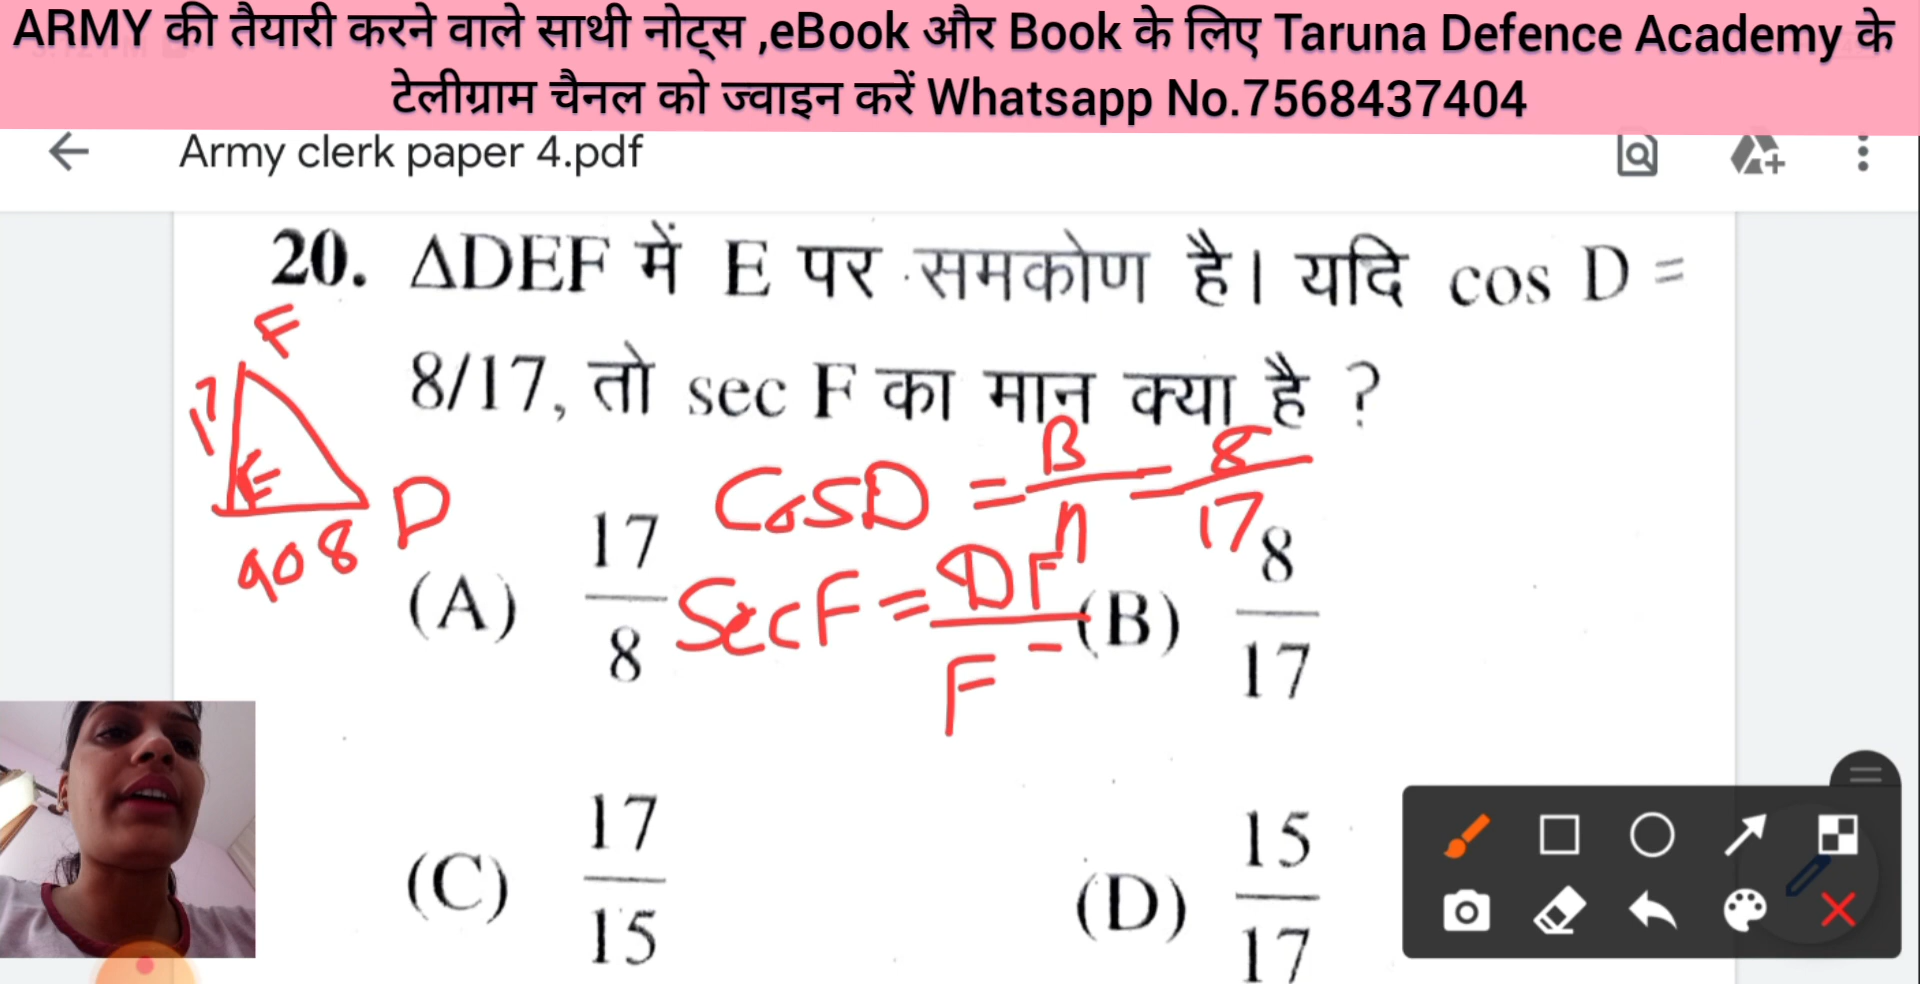 ARMY की तैयारी करने वाले साथी नोट्स ,eBook और Book के लिए Taruna Defence Academy के
टेलीग्राम चैनल को ज्वाइन करें Whatsapp No.7568437404
Army clerk paper 4.pdf
20. ΔDEF में E पर समकोण है। यदि cos D =
8/17, तो sec F का मान क्या है ?
F
17
E
D
90 8
CosD = B/h = 8/17
SecF = DF/F
(A) 17/8
(B) 8/17
(C) 17/15
(D) 15/17